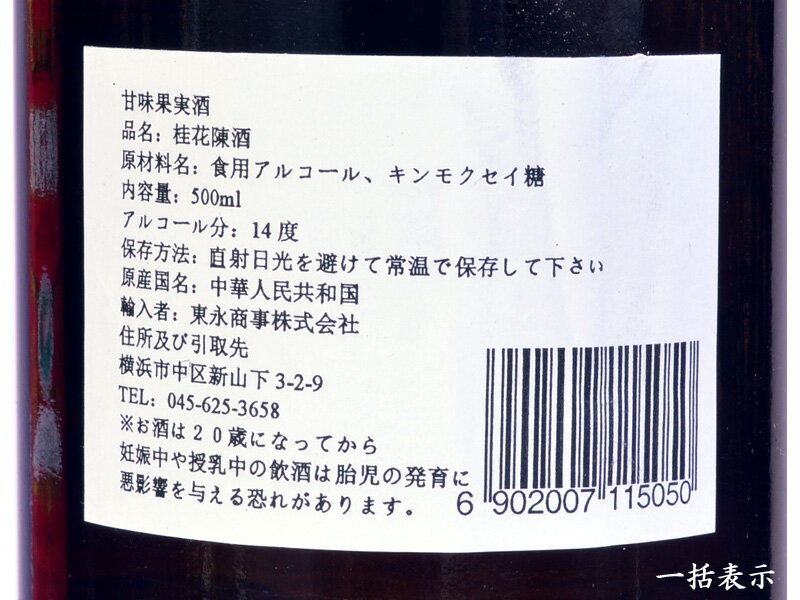 甘味果実酒
品名：桂花陳酒
原材料名：食用アルコール、キンモクセイ糖
内容量：500ml
アルコール分：14 度
保存方法：直射日光を避けて常温で保存して下さい
原産国名：中華人民共和国
輸入者：東永商事株式会社
住所及び引取先
横浜市中区新山下 3-2-9
TEL：045-625-3658
※お酒は２０歳になってから
妊娠中や授乳中の飲酒は胎児の発育に
悪影響を与える恐れがあります。
6 902007 115050
一括表示